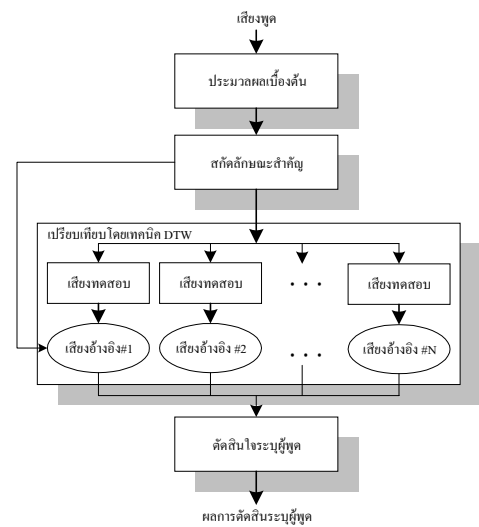 เสียงพูด
ประมวลผลเบื้องต้น
สกัดลักษณะสำคัญ
เปรียบเทียบโดยเทคนิค DTW
เสียงทดสอบ เสียงทดสอบ . . . เสียงทดสอบ
เสียงอ้างอิง#1 เสียงอ้างอิง #2 . . . เสียงอ้างอิง #N
ตัดสินใจระบุผู้พูด
ผลการตัดสินระบุผู้พูด